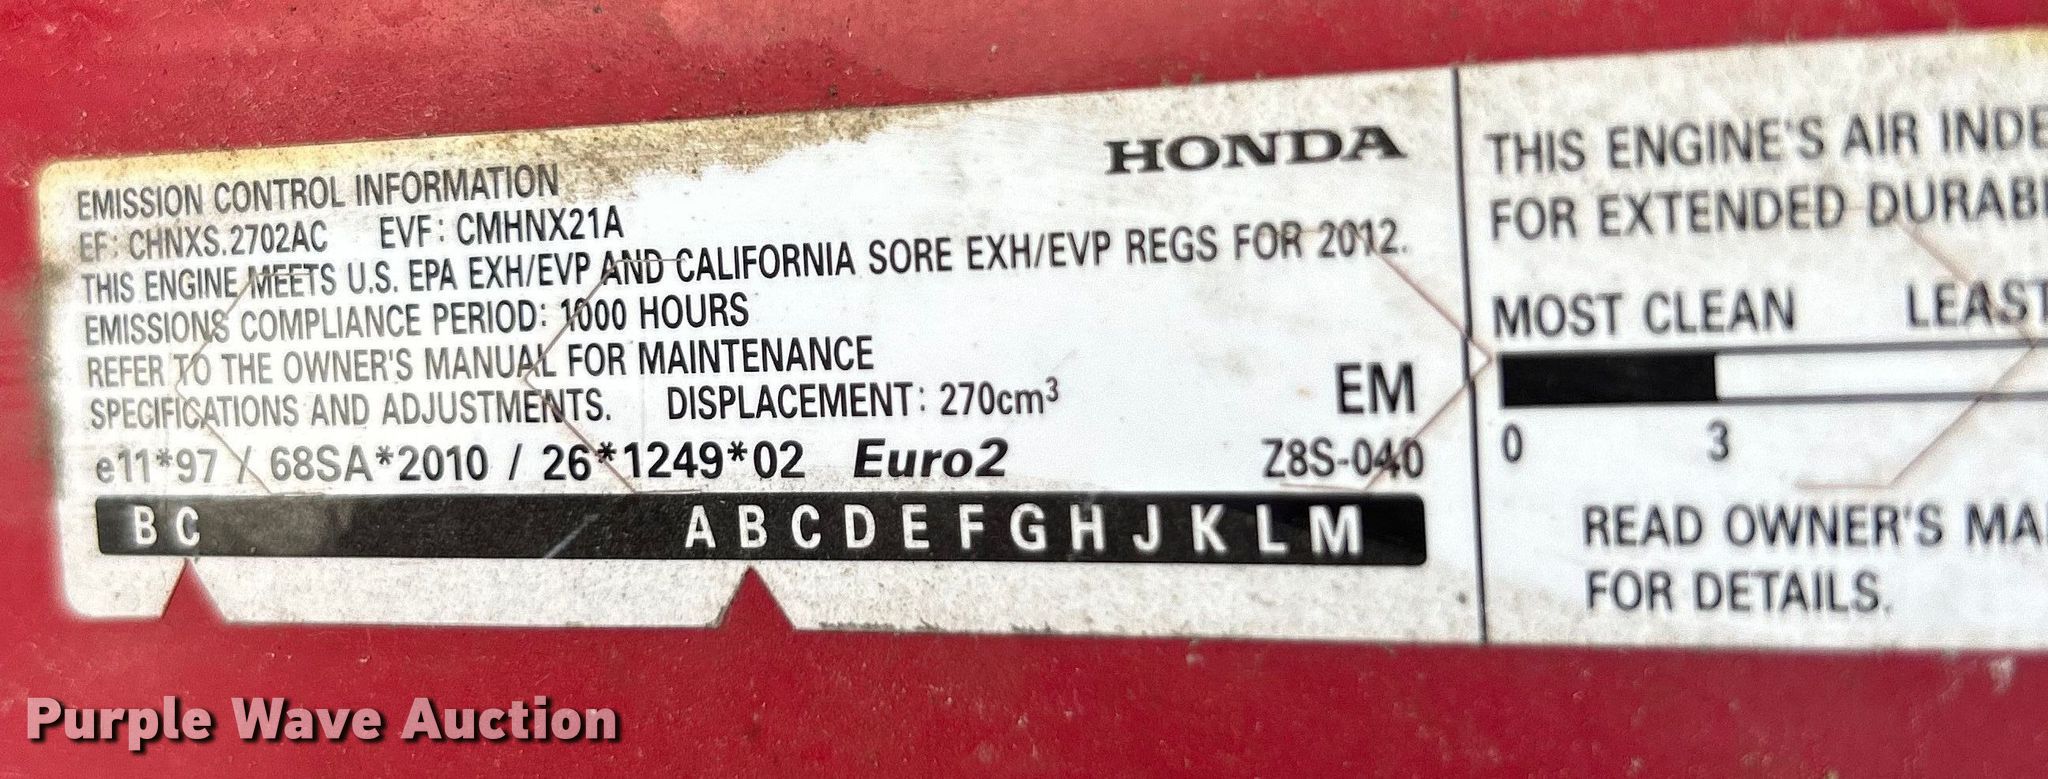 HONDA
EMISSION CONTROL INFORMATION
EF: CHNXS.2702AC EVF: CMHNX21A
THIS ENGINE MEETS U.S. EPA EXH/EVP AND CALIFORNIA SORE EXH/EVP REGS FOR 2012.
EMISSIONS COMPLIANCE PERIOD: 1000 HOURS
REFER TO THE OWNER'S MANUAL FOR MAINTENANCE
SPECIFICATIONS AND ADJUSTMENTS. DISPLACEMENT: 270cm³
EM
e11*97 / 68SA*2010 / 26*1249*02 Euro2 Z8S-040
B C A B C D E F G H J K L M
THIS ENGINE'S AIR INDE
FOR EXTENDED DURABI
MOST CLEAN LEAST
0 3
READ OWNER'S MA
FOR DETAILS.
Purple Wave Auction